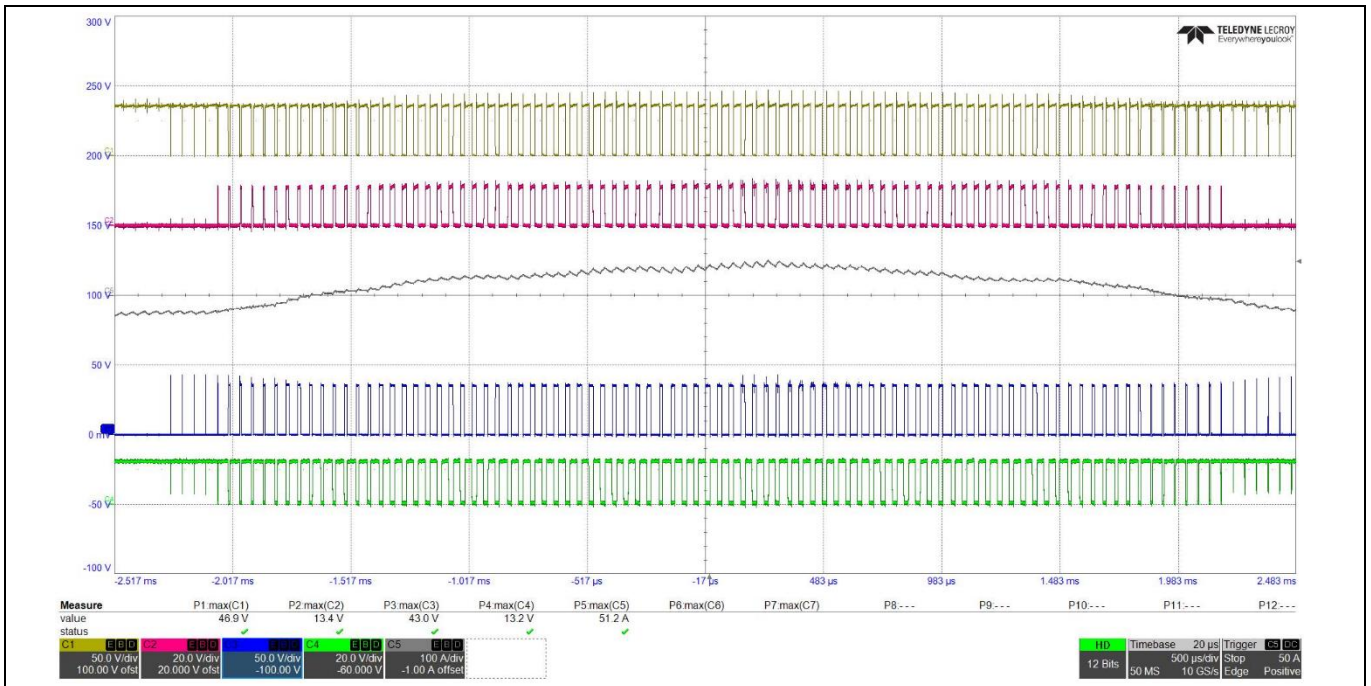 300 V
TELEDYNE LECROY
Everywhereyoulook™
250 V
C1
200 V
C2
150 V
C5
100 V
50 V
0 mV
C4
-50 V
-100 V
-2.517 ms -2.017 ms -1.517 ms -1.017 ms -517 µs -17 µs 483 µs 983 µs 1.483 ms 1.983 ms 2.483 ms
Measure P1:max(C1) P2:max(C2) P3:max(C3) P4:max(C4) P5:max(C5) P6:max(C6) P7:max(C7) P8:- - - P9:- - - P10:- - - P11:- - - P12:- - -
value 46.9 V 13.4 V 43.0 V 13.2 V 51.2 A
status
C1 E B D C2 E B D C4 E B D C5 E B D HD Timebase 20 µs Trigger C5 DC
50.0 V/div 20.0 V/div 50.0 V/div 20.0 V/div 100 A/div 12 Bits 500 µs/div Stop 50 A
100.00 V ofst 20.000 V ofst -100.00 V -60.000 V -1.00 A offset 50 MS 10 GS/s Edge Positive